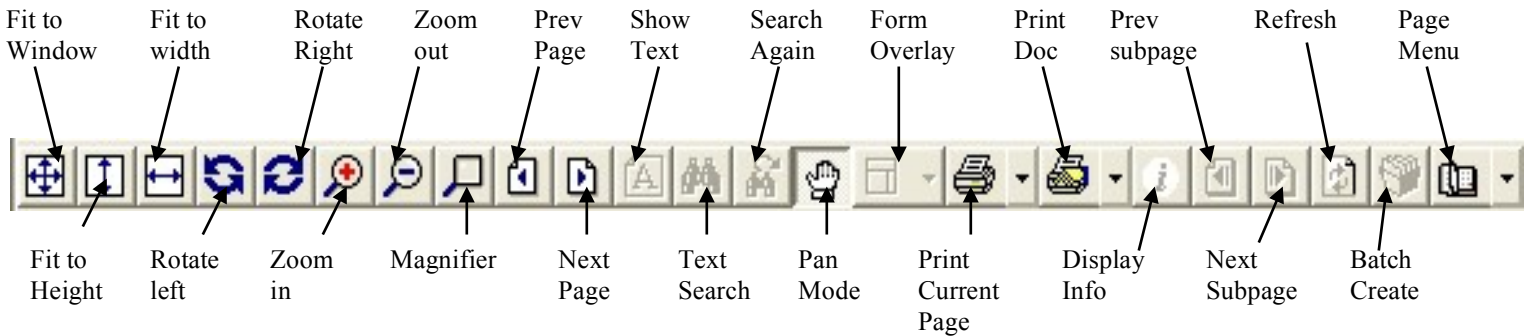 Fit to Window
Fit to width
Rotate Right
Zoom out
Prev Page
Show Text
Search Again
Form Overlay
Print Doc
Prev subpage
Refresh
Page Menu
A
i
Fit to Height
Rotate left
Zoom in
Magnifier
Next Page
Text Search
Pan Mode
Print Current Page
Display Info
Next Subpage
Batch Create